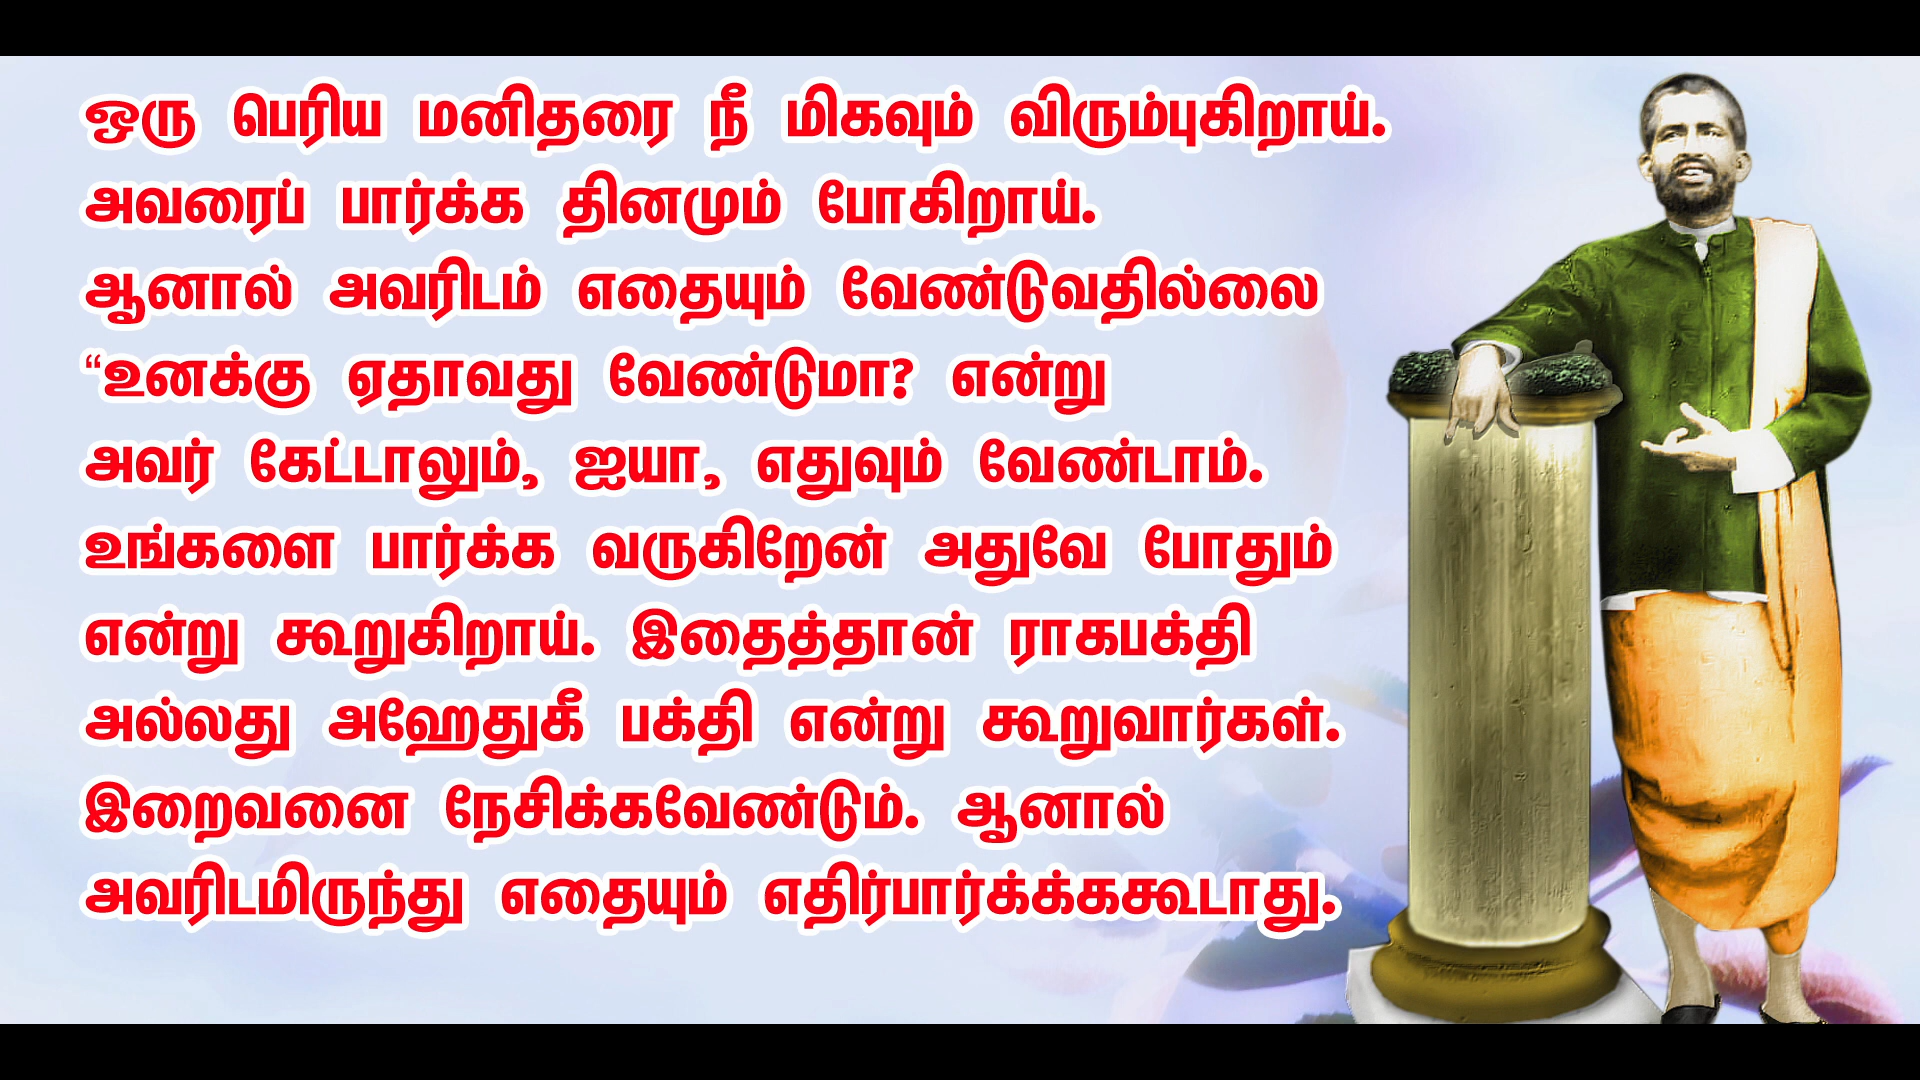 ஒரு பெரிய மனிதரை நீ மிகவும் விரும்புகிறாய்.
அவரைப் பார்க்க தினமும் போகிறாய்.
ஆனால் அவரிடம் எதையும் வேண்டுவதில்லை
“உனக்கு ஏதாவது வேண்டுமா? என்று
அவர் கேட்டாலும், ஐயா, எதுவும் வேண்டாம்.
உங்களை பார்க்க வருகிறேன் அதுவே போதும்
என்று கூறுகிறாய். இதைத்தான் ராகபக்தி
அல்லது அஹேதுகீ பக்தி என்று கூறுவார்கள்.
இறைவனை நேசிக்கவேண்டும். ஆனால்
அவரிடமிருந்து எதையும் எதிர்பார்க்க்ககூடாது.